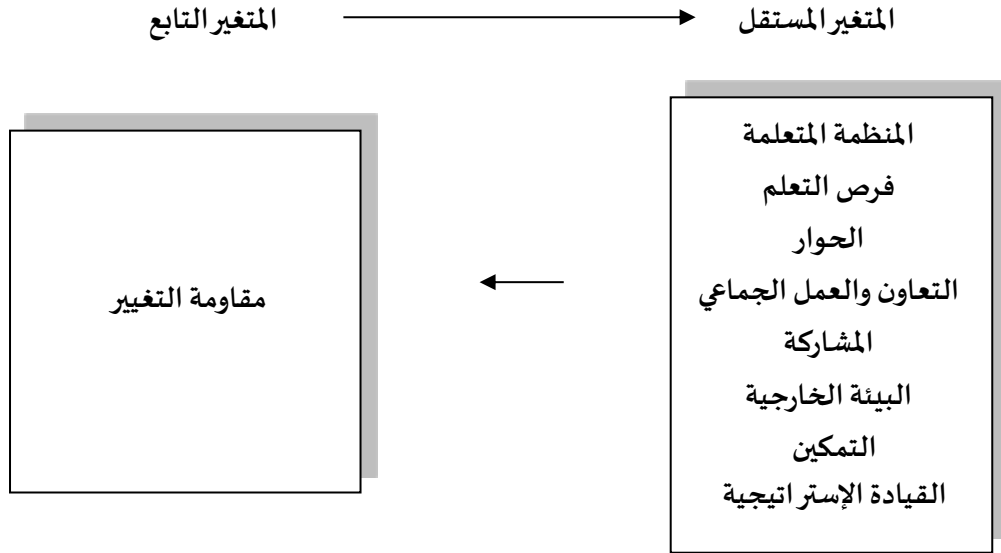 المتغير المستقل
المتغير التابع
المنظمة المتعلمة
فرص التعلم
الحوار
التعاون والعمل الجماعي
المشاركة
البيئة الخارجية
التمكين
القيادة الإستراتيجية
مقاومة التغيير